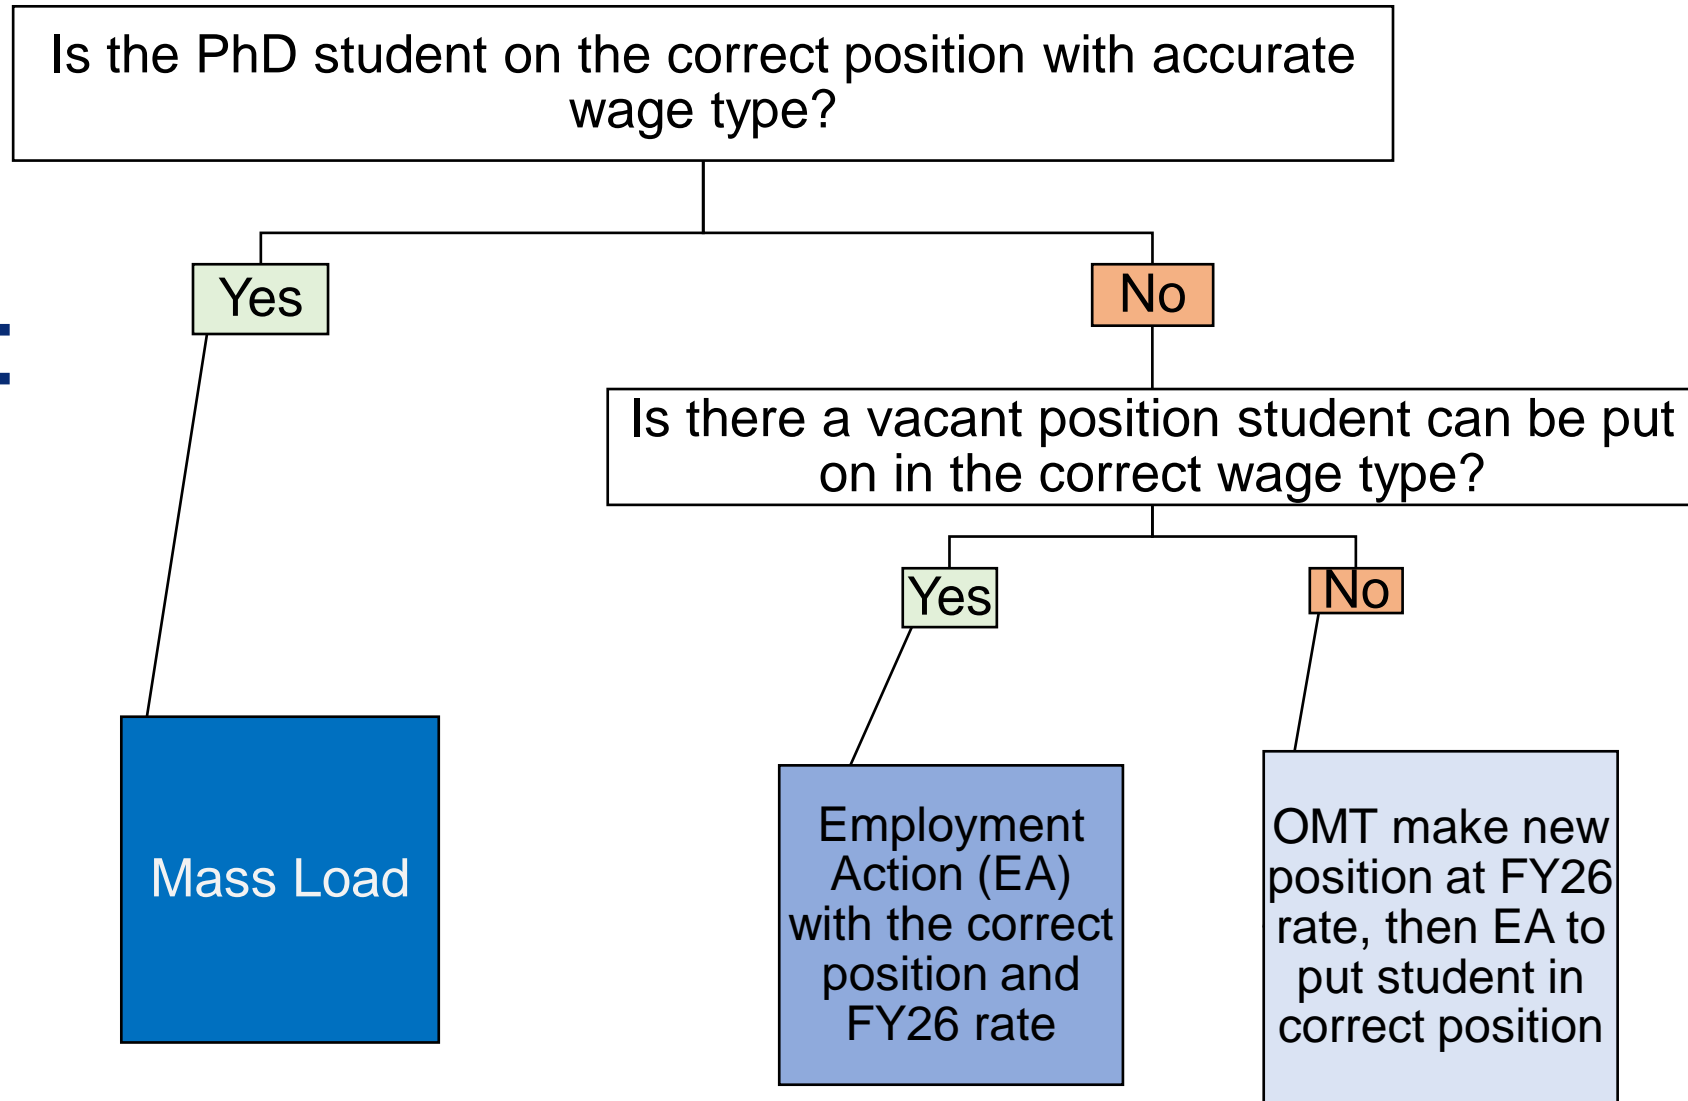 Is the PhD student on the correct position with accurate
wage type?
Yes
No
Is there a vacant position student can be put
on in the correct wage type?
Yes
No
Mass Load
Employment
Action (EA)
with the correct
position and
FY26 rate
OMT make new
position at FY26
rate, then EA to
put student in
correct position